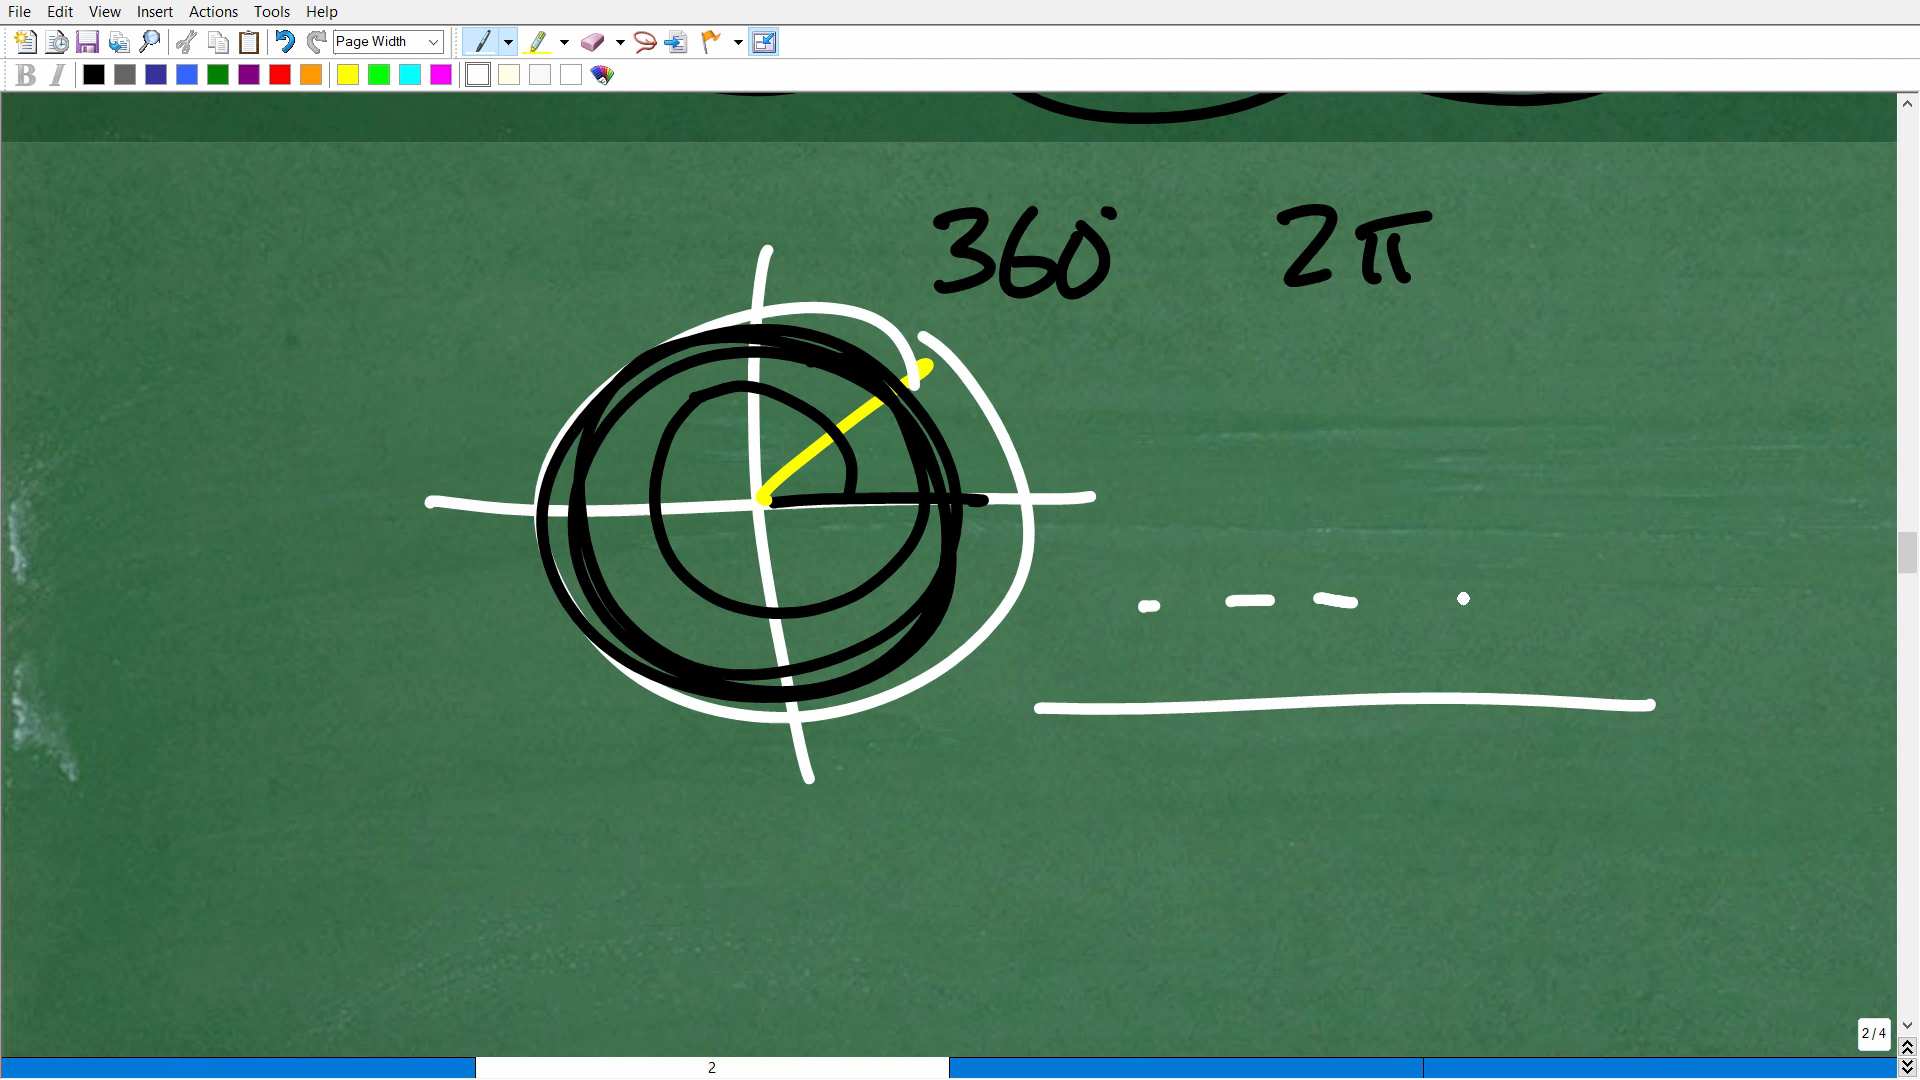 File Edit View Insert Actions Tools Help
Page Width
B I
360° 2π
2 / 4
2